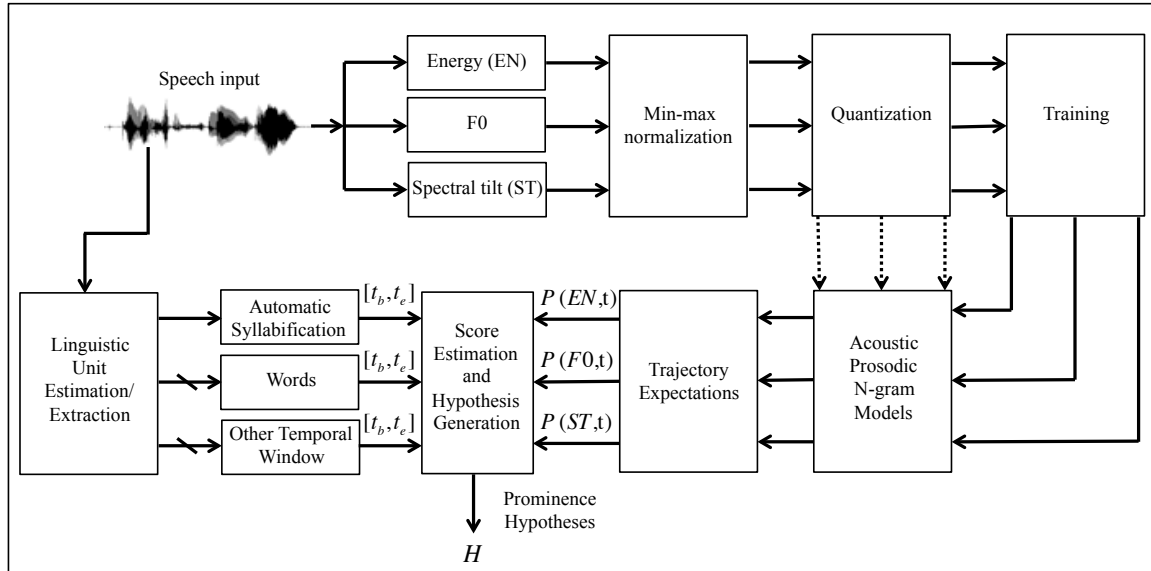 Speech input
Energy (EN)
F0
Spectral tilt (ST)
Min-max
normalization
Quantization
Training
Linguistic
Unit
Estimation/
Extraction
Automatic
Syllabification
Words
Other Temporal
Window
[t_b,t_e]
[t_b,t_e]
[t_b,t_e]
Score
Estimation
and
Hypothesis
Generation
P(EN,t)
P(F0,t)
P(ST,t)
Trajectory
Expectations
Acoustic
Prosodic
N-gram
Models
Prominence
Hypotheses
H